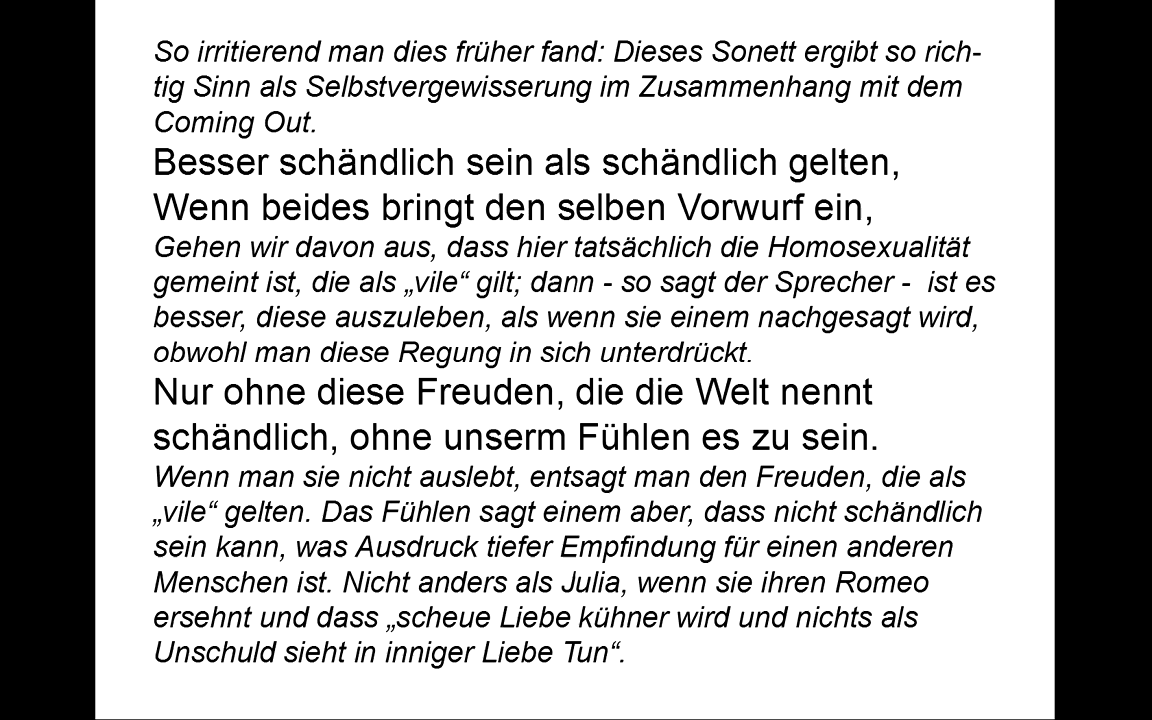 So irritierend man dies früher fand: Dieses Sonett ergibt so rich-
tig Sinn als Selbstvergewisserung im Zusammenhang mit dem
Coming Out.
Besser schändlich sein als schändlich gelten,
Wenn beides bringt den selben Vorwurf ein,
Gehen wir davon aus, dass hier tatsächlich die Homosexualität
gemeint ist, die als „vile“ gilt; dann - so sagt der Sprecher -  ist es
besser, diese auszuleben, als wenn sie einem nachgesagt wird,
obwohl man diese Regung in sich unterdrückt.
Nur ohne diese Freuden, die die Welt nennt
schändlich, ohne unserm Fühlen es zu sein.
Wenn man sie nicht auslebt, entsagt man den Freuden, die als
„vile“ gelten. Das Fühlen sagt einem aber, dass nicht schändlich
sein kann, was Ausdruck tiefer Empfindung für einen anderen
Menschen ist. Nicht anders als Julia, wenn sie ihren Romeo
ersehnt und dass „scheue Liebe kühner wird und nichts als
Unschuld sieht in inniger Liebe Tun“.